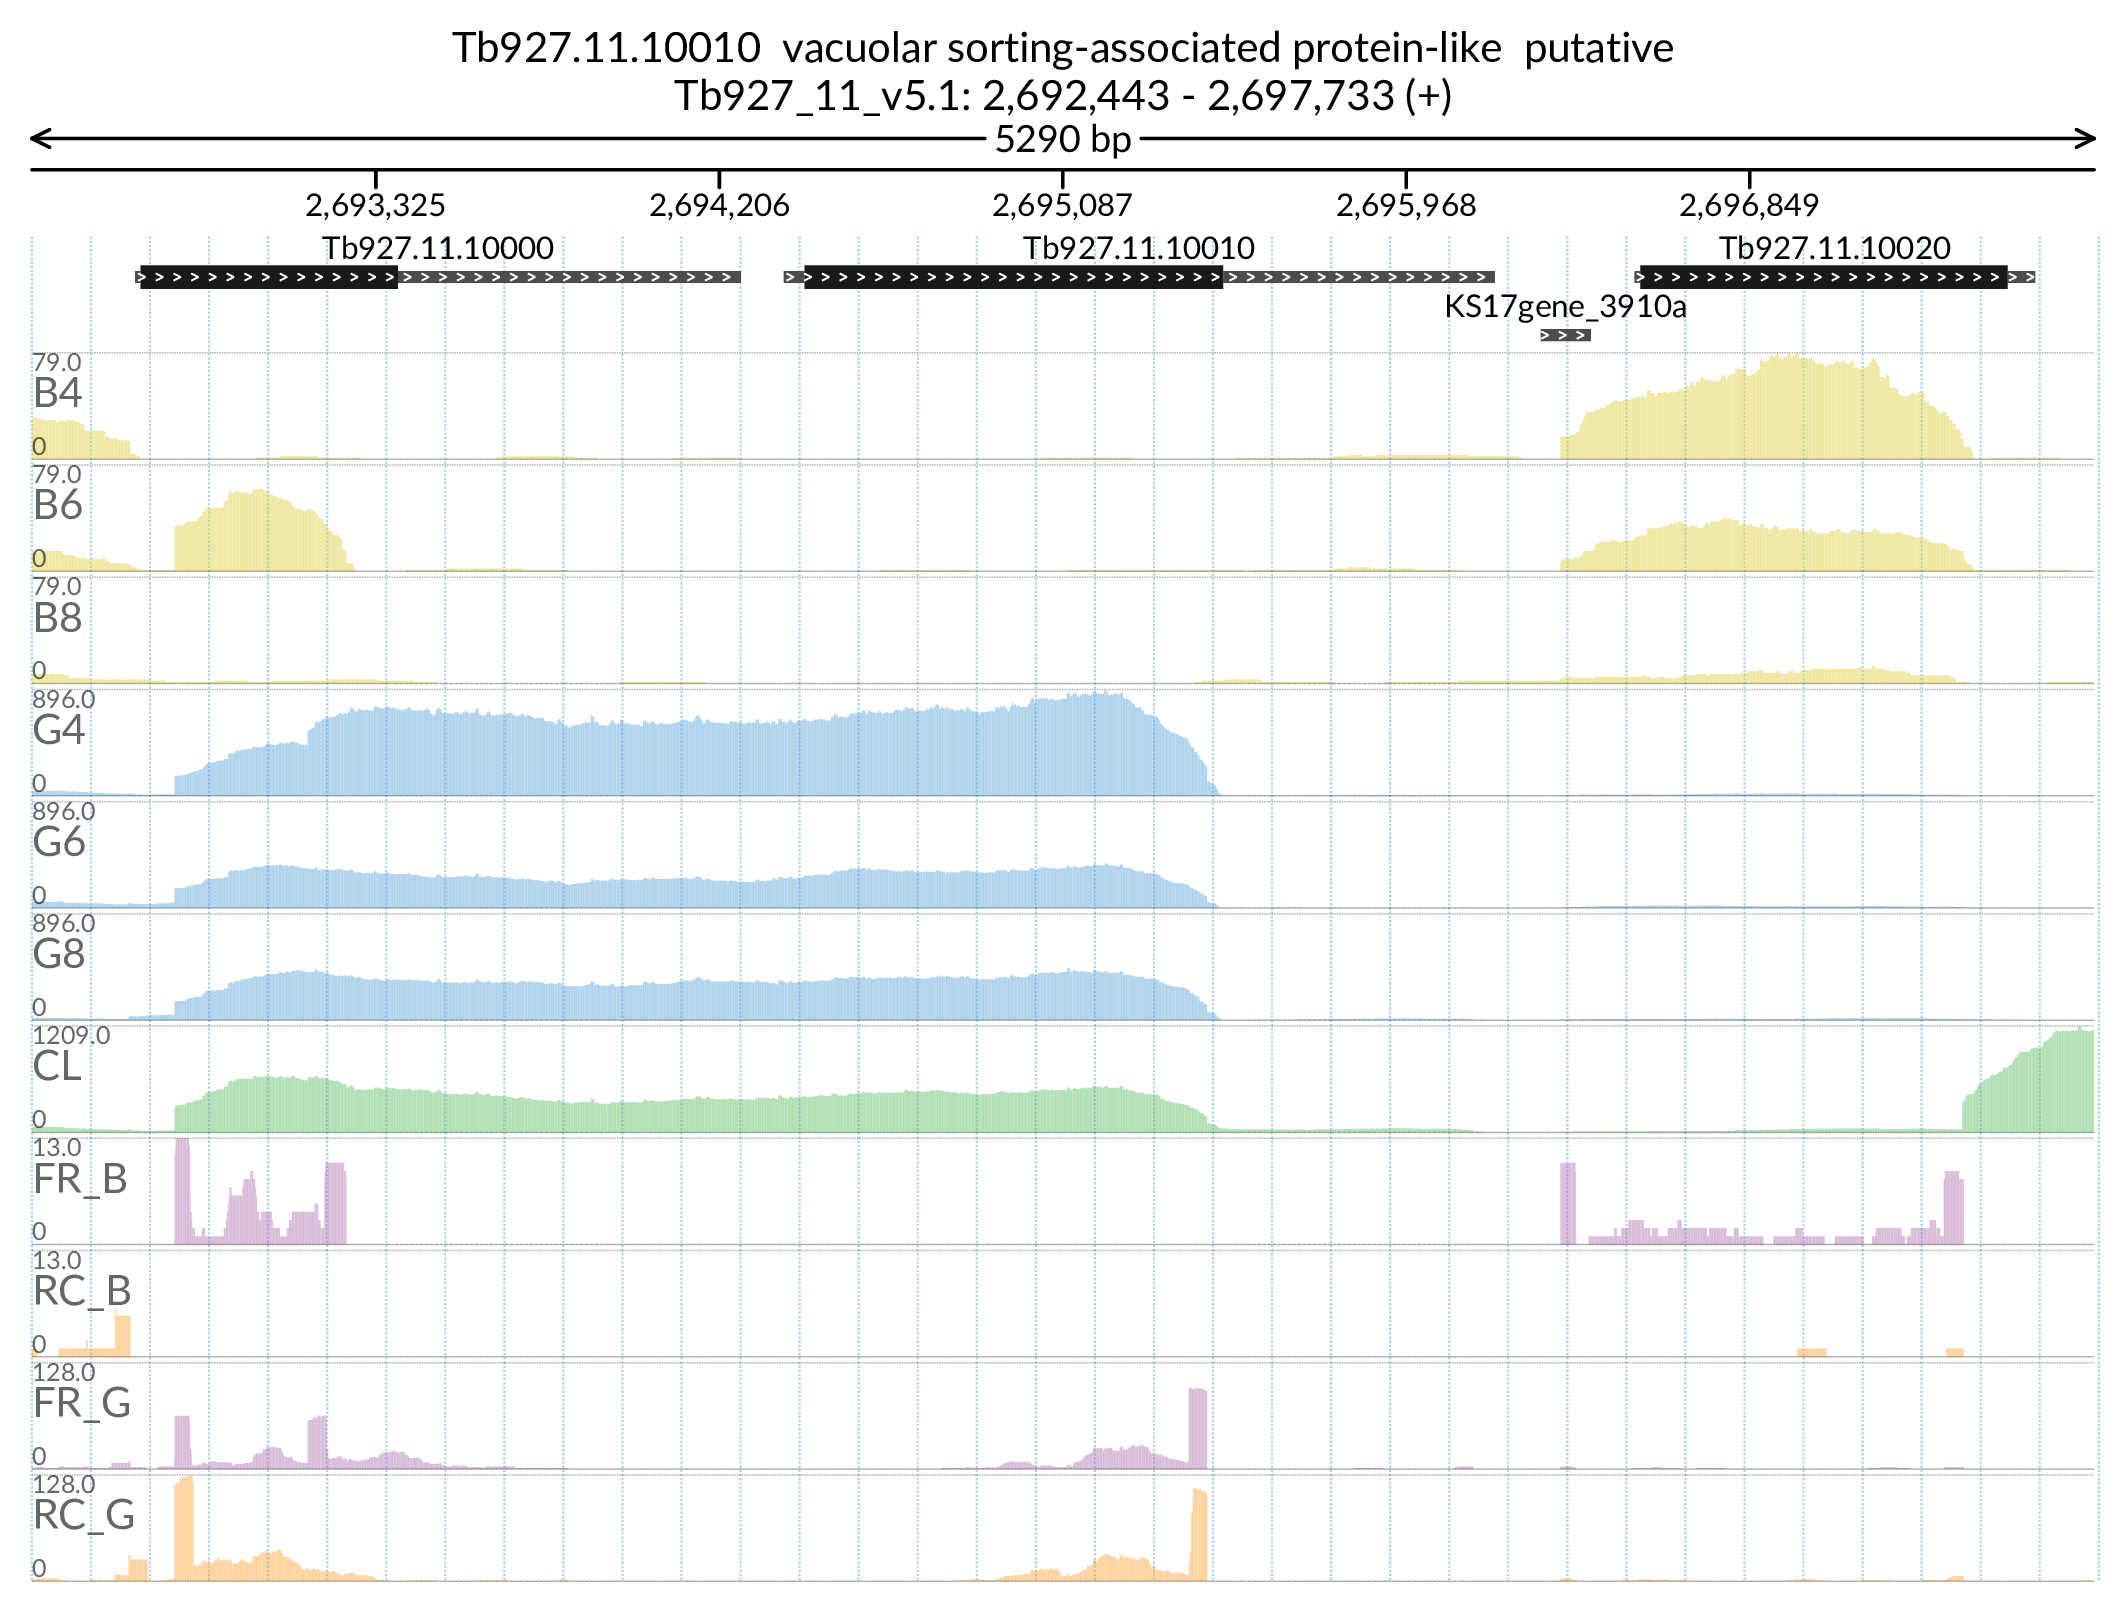 Tb927.11.10010  vacuolar sorting-associated protein-like  putative
Tb927_11_v5.1: 2,692,443 - 2,697,733 (+)
5290 bp
2,693,325 2,694,206 2,695,087 2,695,968 2,696,849
Tb927.11.10000 Tb927.11.10010 Tb927.11.10020
KS17gene_3910a
79.0
B4
0
79.0
B6
0
79.0
B8
0
896.0
G4
0
896.0
G6
0
896.0
G8
0
1209.0
CL
0
13.0
FR_B
0
13.0
RC_B
0
128.0
FR_G
0
128.0
RC_G
0